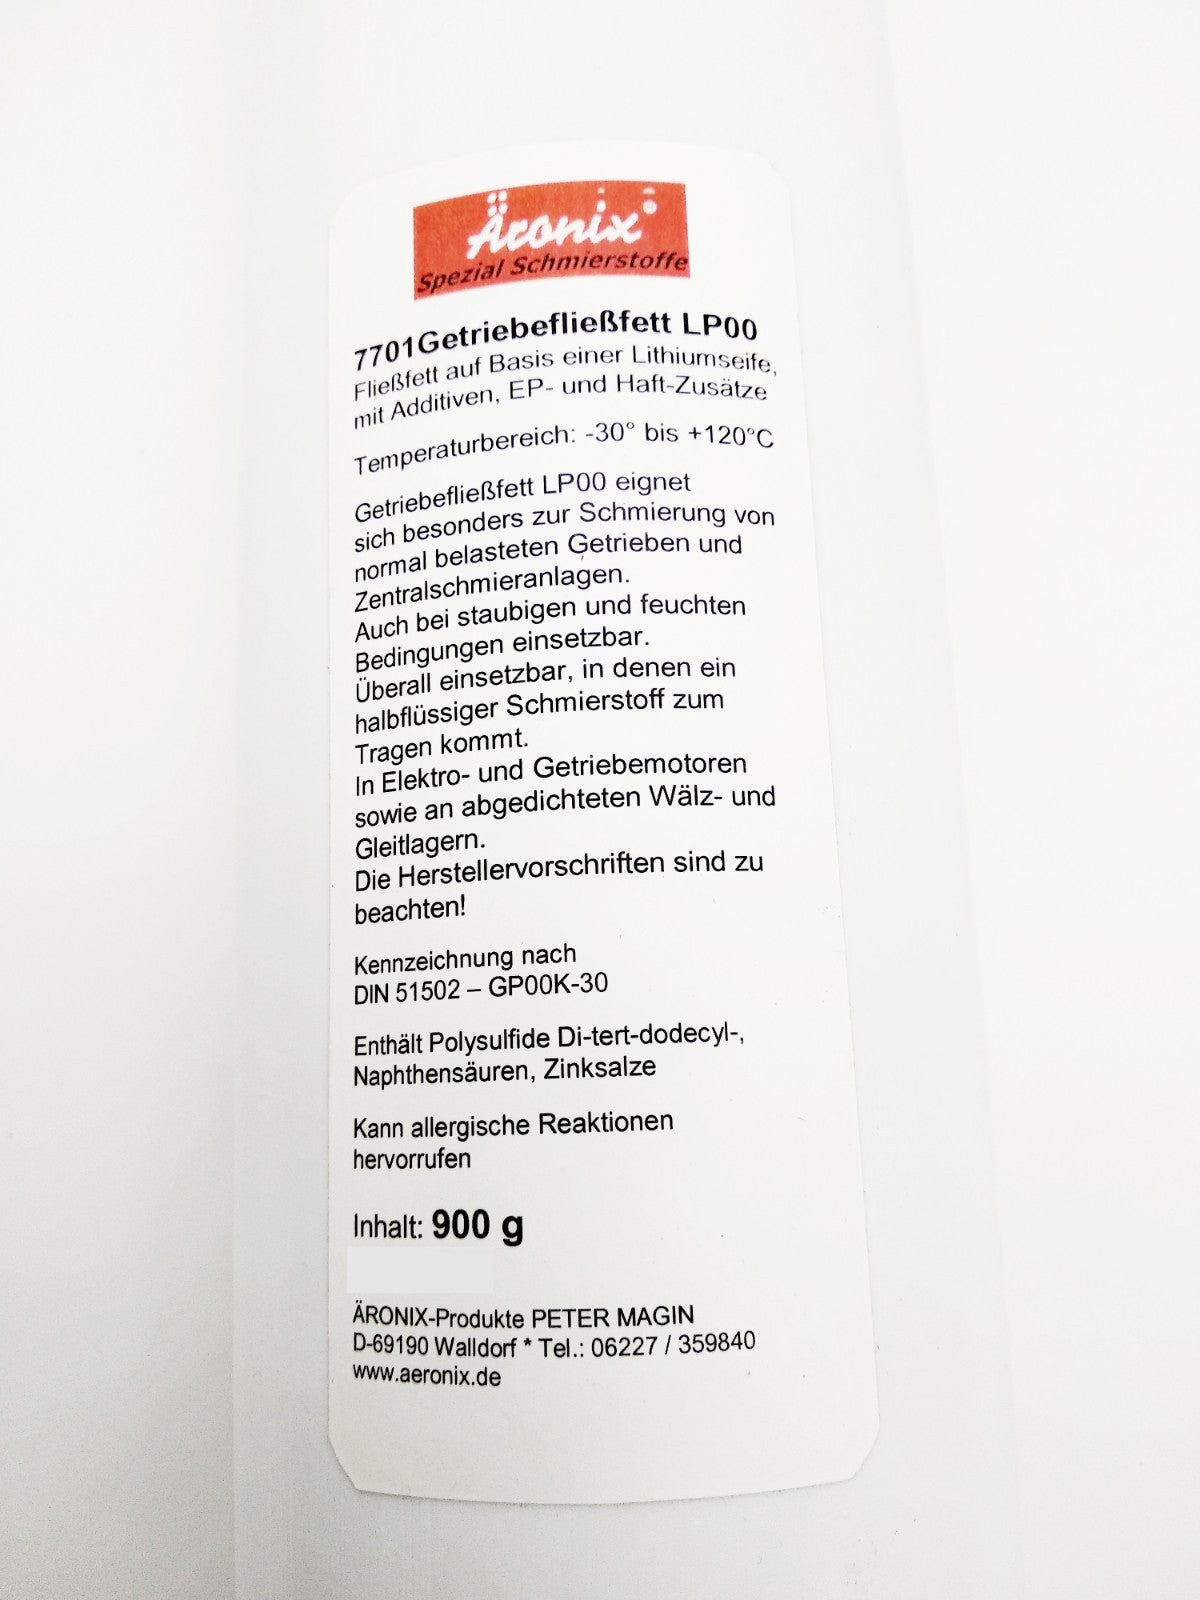 Äronix®
Spezial Schmierstoffe
7701Getriebefließfett LP00
Fließfett auf Basis einer Lithiumseife,
mit Additiven, EP- und Haft-Zusätze
Temperaturbereich: -30° bis +120°C
Getriebefließfett LP00 eignet
sich besonders zur Schmierung von
normal belasteten Getrieben und
Zentralschmieranlagen.
Auch bei staubigen und feuchten
Bedingungen einsetzbar.
Überall einsetzbar, in denen ein
halbflüssiger Schmierstoff zum
Tragen kommt.
In Elektro- und Getriebemotoren
sowie an abgedichteten Wälz- und
Gleitlagern.
Die Herstellervorschriften sind zu
beachten!
Kennzeichnung nach
DIN 51502 – GP00K-30
Enthält Polysulfide Di-tert-dodecyl-,
Naphthensäuren, Zinksalze
Kann allergische Reaktionen
hervorrufen
Inhalt: 900 g
ÄRONIX-Produkte PETER MAGIN
D-69190 Walldorf * Tel.: 06227 / 359840
www.aeronix.de